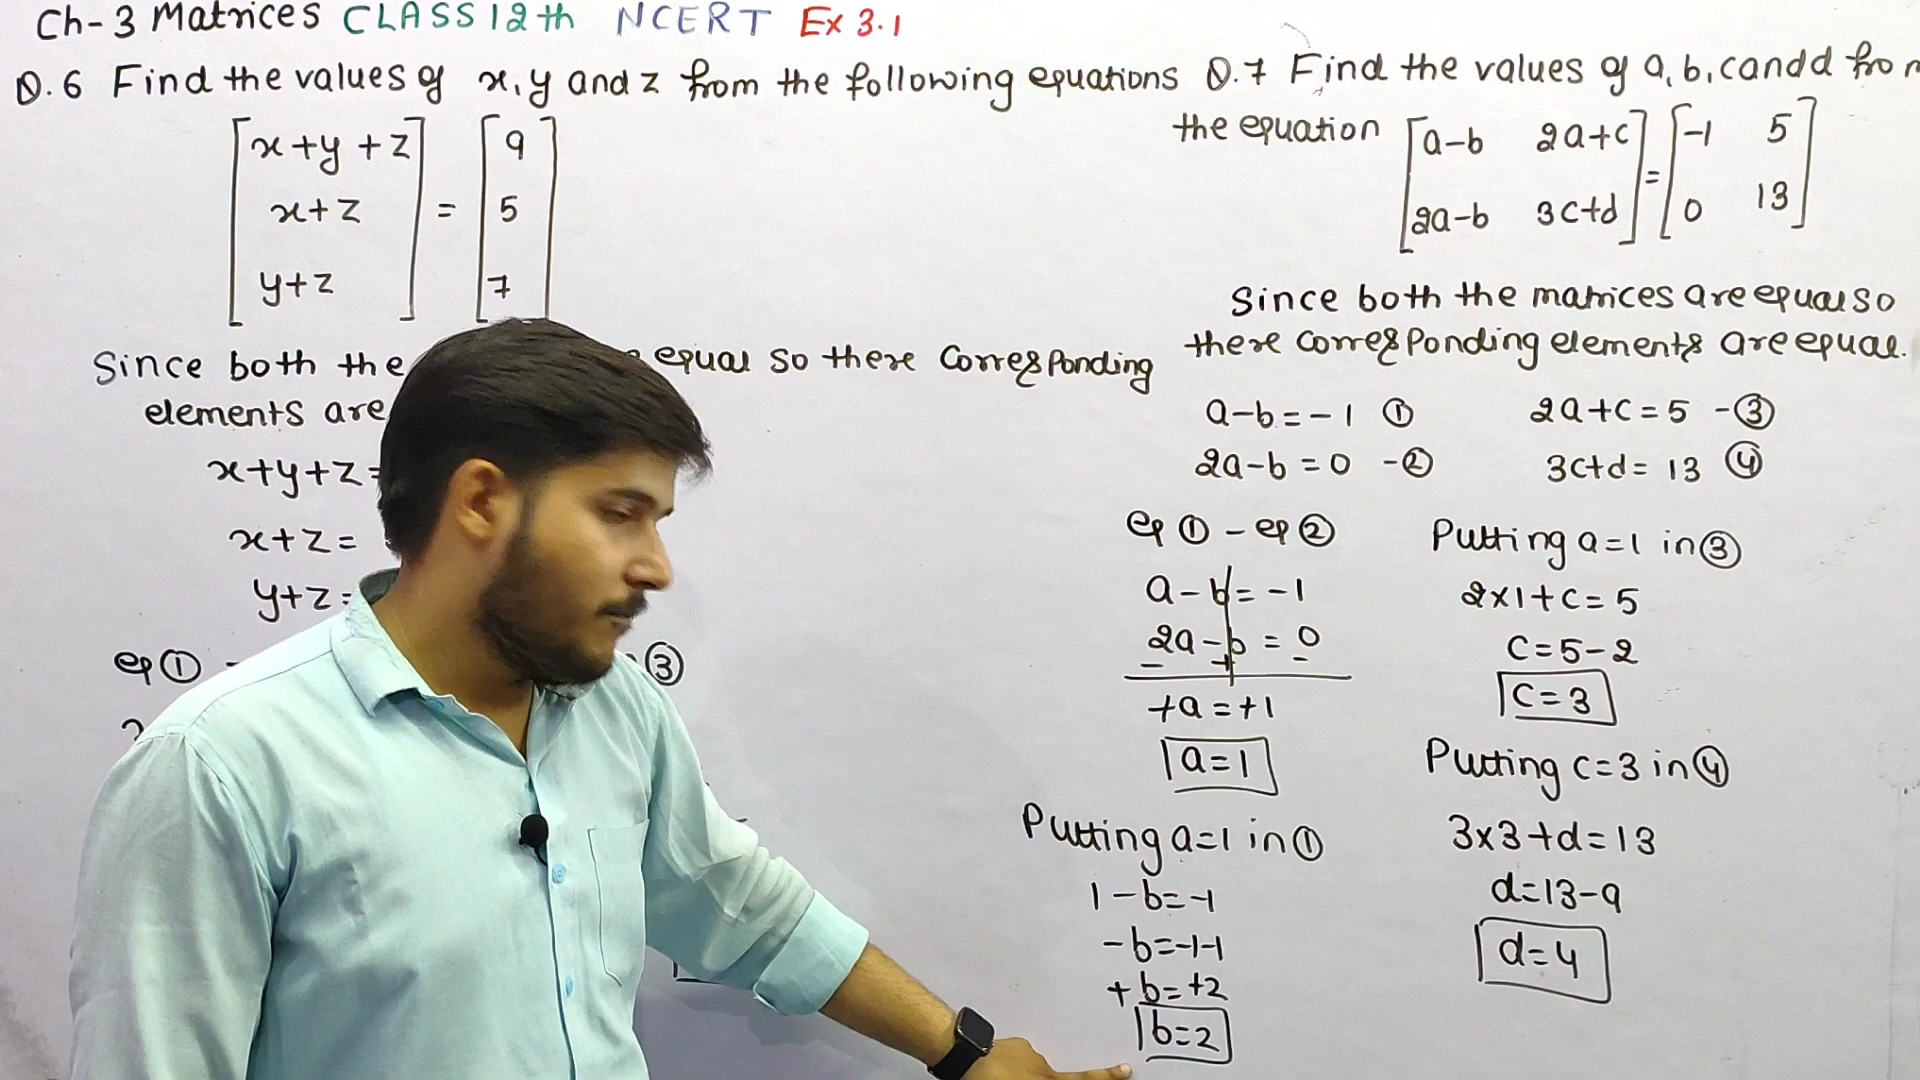 Ch-3 Matrices CLASS 12th NCERT Ex 3.1
Q.6 Find the values of x, y and z from the following equations
[x+y+z] = [9]
[x+z] = [5]
[y+z] = [7]
Since both the equal so there corresponding
elements are
x+y+z=
x+z=
y+z=
eq ①
③
Q.7 Find the values of a, b, c and d from
the equation [a-b 2a+c] = [-1 5]
[2a-b 3c+d] = [0 13]
Since both the matrices are equal so
there corresponding elements are equal.
a-b=-1 ① 2a+c=5 -③
2a-b=0 -② 3c+d=13 ④
eq ① - eq ②
a-b=-1
2a-b=0
- + -
+a=+1
a=1
Putting a=1 in ①
1-b=-1
-b=-1-1
+b=+2
b=2
Putting a=1 in ③
2x1+c=5
c=5-2
c=3
Putting c=3 in ④
3x3+d=13
d=13-9
d=4